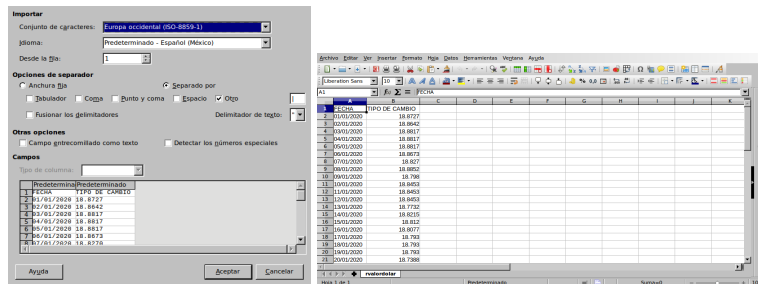 Importar
Conjunto de caracteres: Europa occidental (ISO-8859-1)
Idioma: Predeterminado - Español (México)
Desde la fila: 1
Opciones de separador
Anchura fija Separado por
Tabulador Coma Punto y coma Espacio Otro
Fusionar los delimitadores Delimitador de texto: "
Otras opciones
Campo entrecomillado como texto Detectar los números especiales
Campos
Tipo de columna:
Predetermina Predeterminado
1 FECHA TIPO DE CAMBIO
2 01/01/2020 18.8727
3 02/01/2020 18.8642
4 03/01/2020 18.8817
5 04/01/2020 18.8817
6 05/01/2020 18.8817
7 06/01/2020 18.8673
8 07/01/2020 18.8270
Ayuda Aceptar Cancelar
Archivo Editar Ver Insertar Formato Hoja Datos Herramientas Ventana Ayuda
Liberation Sans 10
A1 FECHA
A B C D E F G H I J K
1 FECHA TIPO DE CAMBIO
2 01/01/2020 18.8727
3 02/01/2020 18.8642
4 03/01/2020 18.8817
5 04/01/2020 18.8817
6 05/01/2020 18.8817
7 06/01/2020 18.8673
8 07/01/2020 18.827
9 08/01/2020 18.8852
10 09/01/2020 18.798
11 10/01/2020 18.8453
12 11/01/2020 18.8453
13 12/01/2020 18.8453
14 13/01/2020 18.7732
15 14/01/2020 18.8215
16 15/01/2020 18.812
17 16/01/2020 18.8077
18 17/01/2020 18.793
19 18/01/2020 18.793
20 19/01/2020 18.793
21 20/01/2020 18.7388
rvalordolar
Hoja 1 de 1 Predeterminado Suma=0